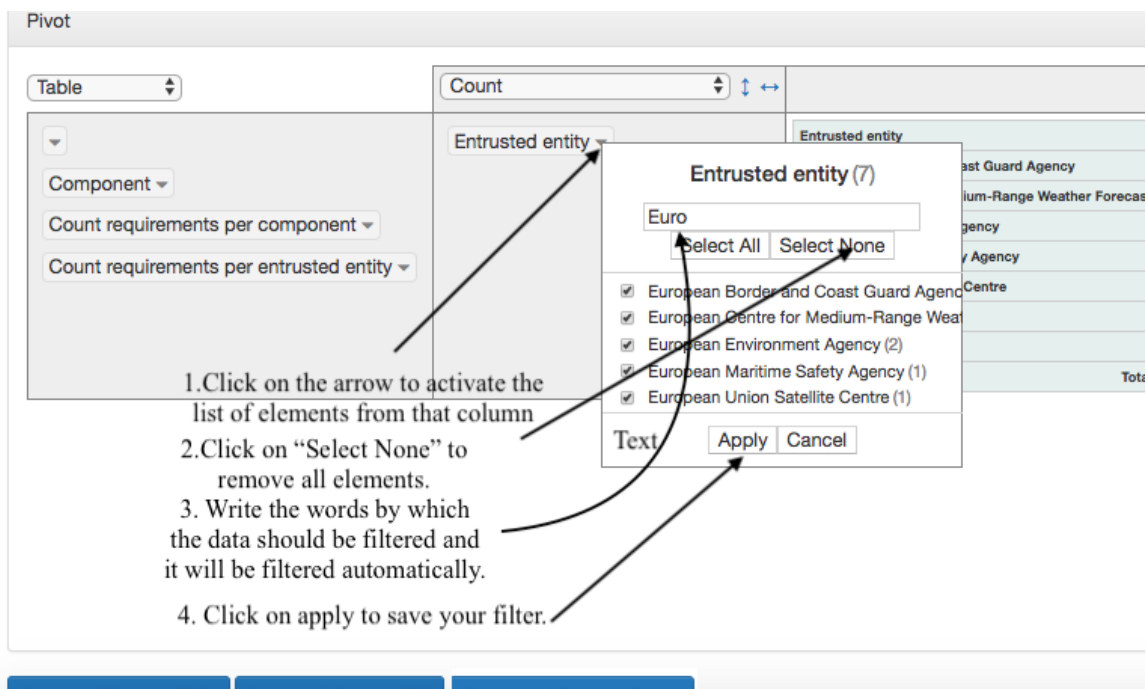 Pivot
Table
Count
Entrusted entity
Component
Count requirements per component
Count requirements per entrusted entity
Entrusted entity (7)
Euro
Select All
Select None
European Border and Coast Guard Agenc
European Centre for Medium-Range Weat
European Environment Agency (2)
European Maritime Safety Agency (1)
European Union Satellite Centre (1)
Text
Apply
Cancel
Entrusted entity
ast Guard Agency
ium-Range Weather Forecas
gency
y Agency
Centre
Tota
1.Click on the arrow to activate the
list of elements from that column
2.Click on “Select None” to
remove all elements.
3. Write the words by which
the data should be filtered and
it will be filtered automatically.
4. Click on apply to save your filter.